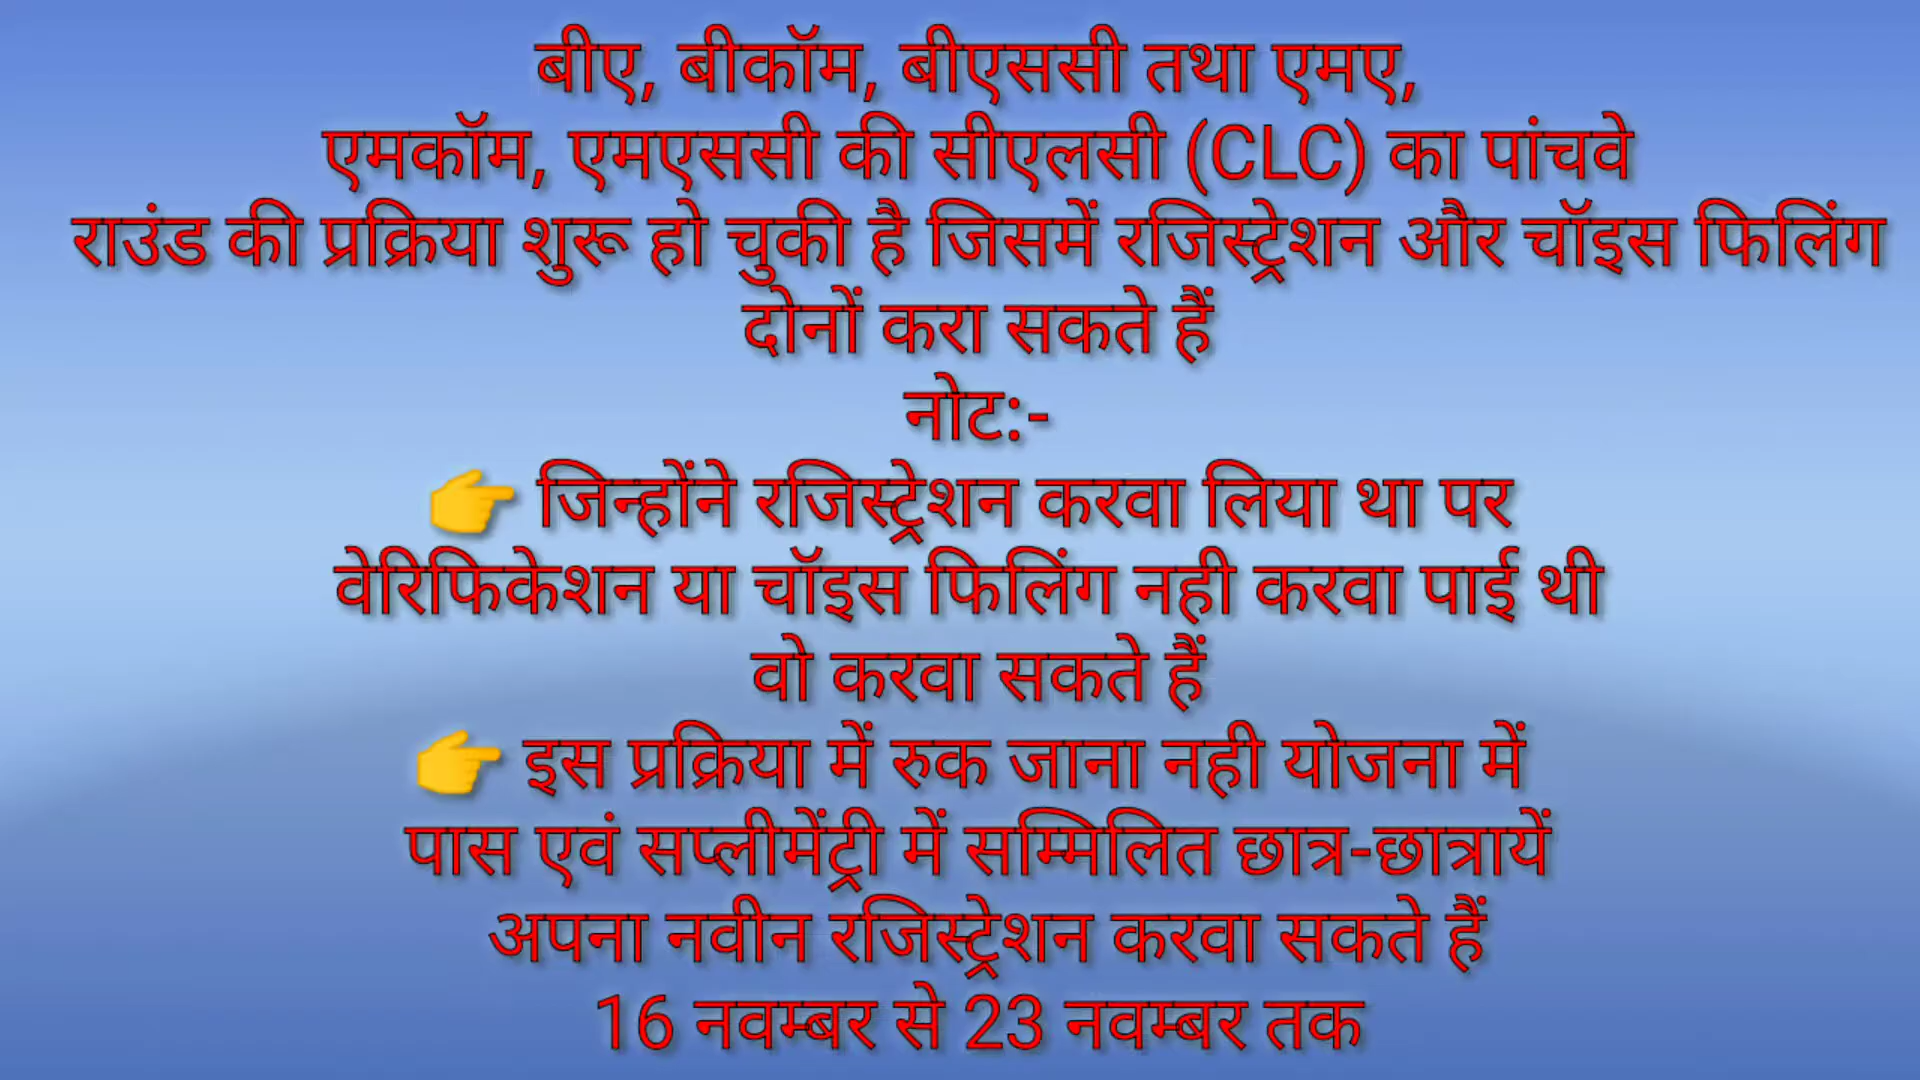 बीए, बीकॉम, बीएससी तथा एमए,
एमकॉम, एमएससी की सीएलसी (CLC) का पांचवे
राउंड की प्रक्रिया शुरू हो चुकी है जिसमें रजिस्ट्रेशन और चॉइस फिलिंग
दोनों करा सकते हैं
नोट:-
👉 जिन्होंने रजिस्ट्रेशन करवा लिया था पर
वेरिफिकेशन या चॉइस फिलिंग नही करवा पाई थी
वो करवा सकते हैं
👉 इस प्रक्रिया में रुक जाना नही योजना में
पास एवं सप्लीमेंट्री में सम्मिलित छात्र-छात्रायें
अपना नवीन रजिस्ट्रेशन करवा सकते हैं
16 नवम्बर से 23 नवम्बर तक